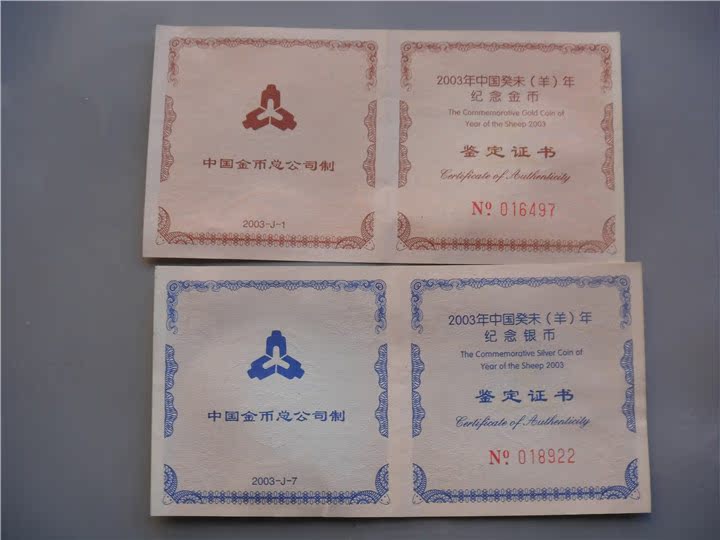 中国金币总公司制
2003-J-1
2003年中国癸未（羊）年
纪念金币
The Commemorative Gold Coin of
Year of the Sheep 2003
鉴定证书
Certificate of Authenticity
Nº 016497
中国金币总公司制
2003-J-7
2003年中国癸未（羊）年
纪念银币
The Commemorative Silver Coin of
Year of the Sheep 2003
鉴定证书
Certificate of Authenticity
Nº 018922